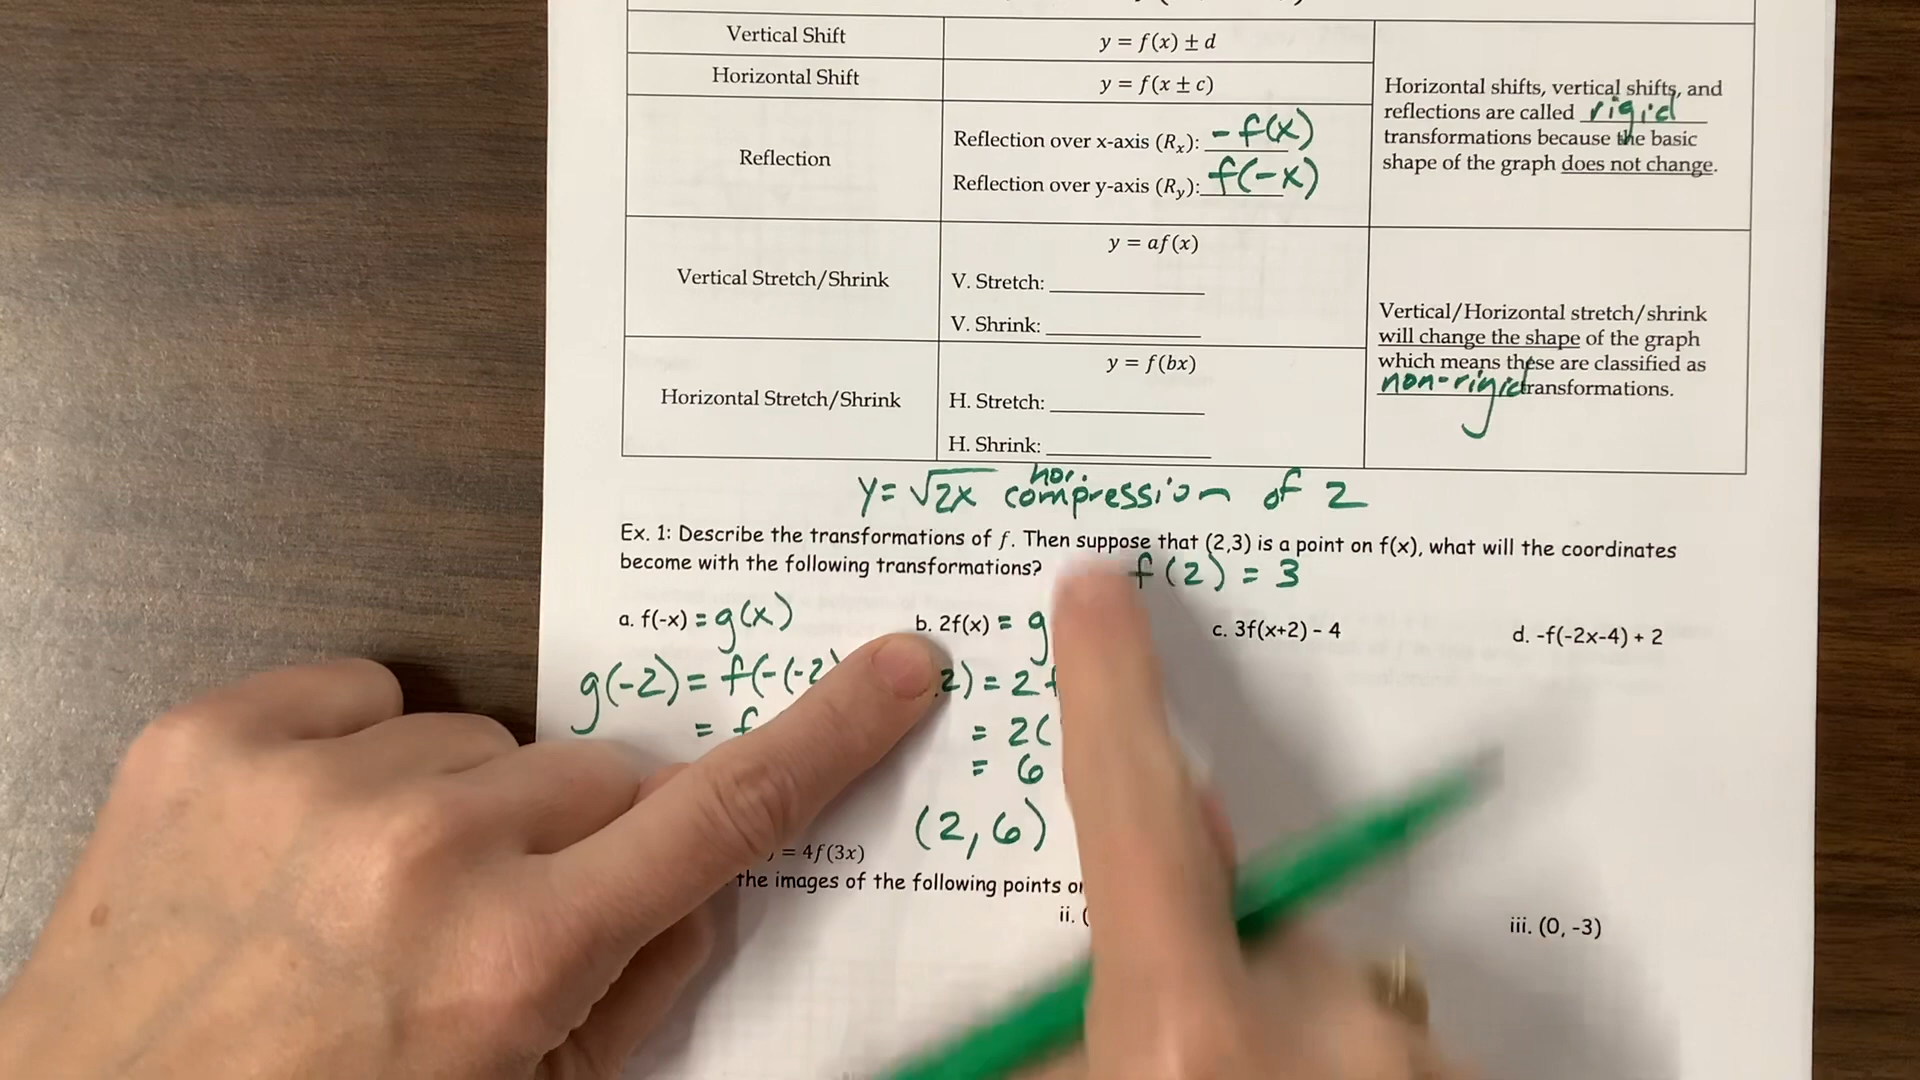 Vertical Shift
y = f(x) ± d
Horizontal Shift
y = f(x ± c)
Reflection
Reflection over x-axis (Rx): -f(x)
Reflection over y-axis (Ry): f(-x)
Horizontal shifts, vertical shifts, and
reflections are called rigid
transformations because the basic
shape of the graph does not change.
Vertical Stretch/Shrink
y = af(x)
V. Stretch:
V. Shrink:
Horizontal Stretch/Shrink
y = f(bx)
H. Stretch:
H. Shrink:
Vertical/Horizontal stretch/shrink
will change the shape of the graph
which means these are classified as
non-rigid transformations.
hor.
y = √2x compression of 2
Ex. 1: Describe the transformations of f. Then suppose that (2,3) is a point on f(x), what will the coordinates
become with the following transformations? f(2) = 3
a. f(-x) = g(x)
g(-2) = f(-(-2
= f
b. 2f(x) = g
2) = 2f
= 2(
= 6
(2,6)
c. 3f(x+2) - 4
d. -f(-2x-4) + 2
) = 4f(3x)
the images of the following points
ii. (
iii. (0, -3)